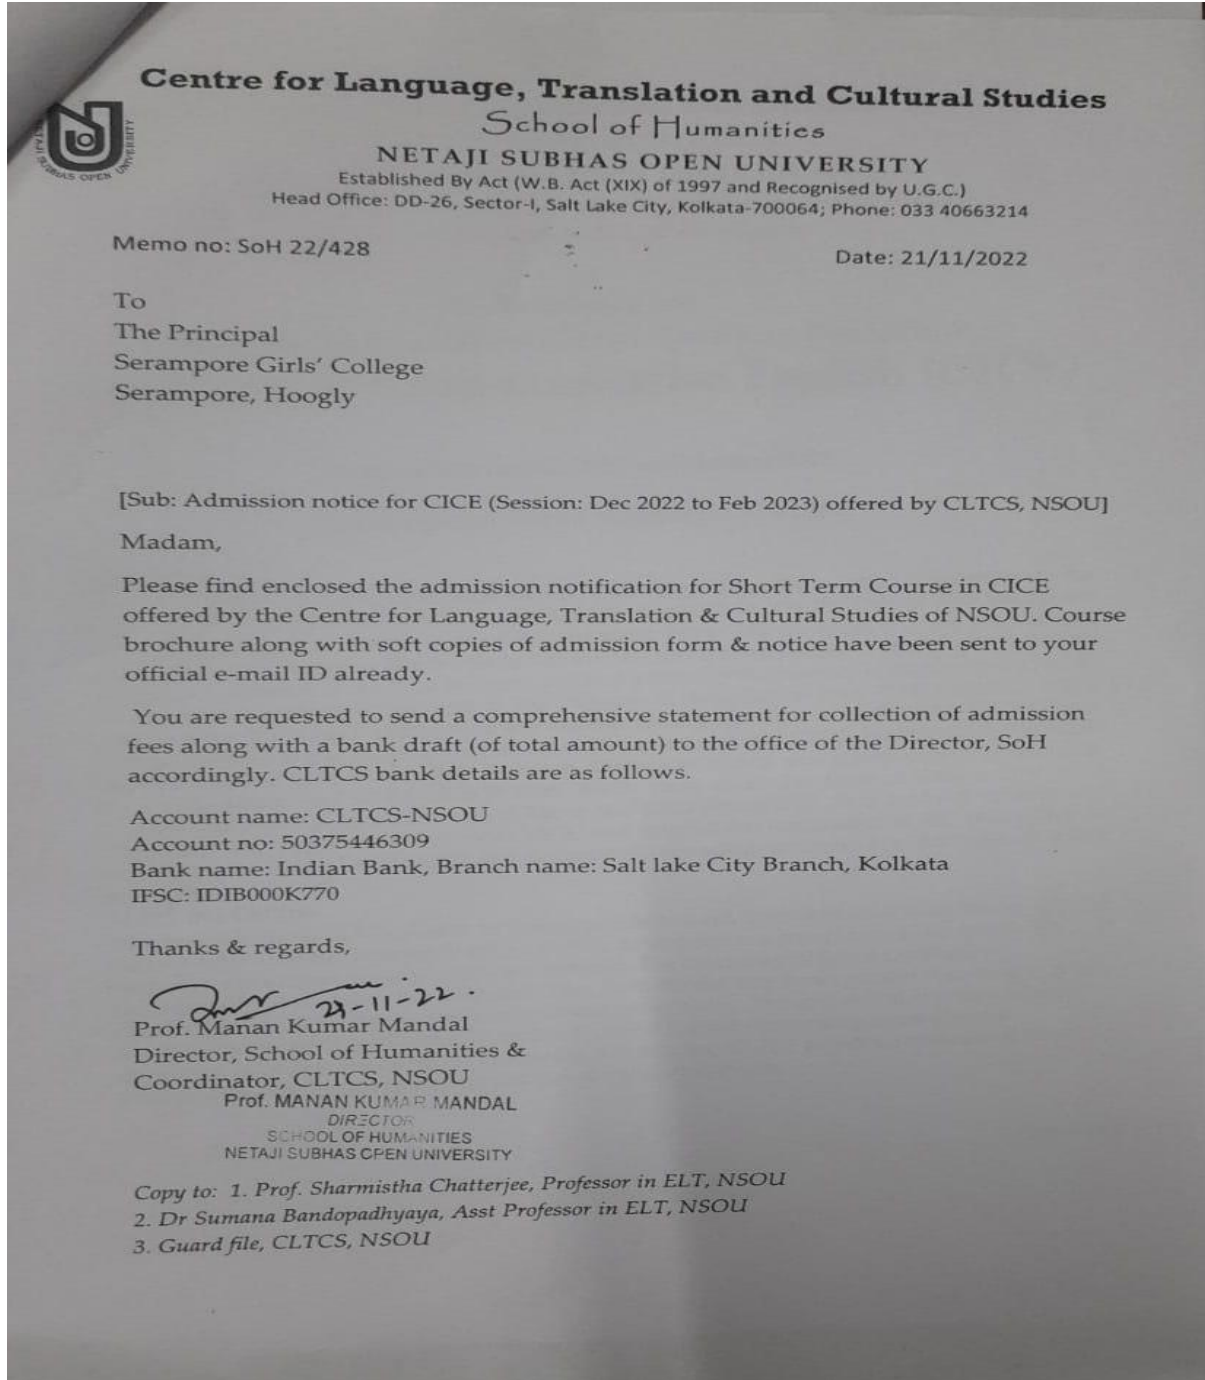 Centre for Language, Translation and Cultural Studies
School of Humanities
NETAJI SUBHAS OPEN UNIVERSITY
Established By Act (W.B. Act (XIX) of 1997 and Recognised by U.G.C.)
Head Office: DD-26, Sector-I, Salt Lake City, Kolkata-700064; Phone: 033 40663214
Memo no: SoH 22/428
Date: 21/11/2022
To
The Principal
Serampore Girls' College
Serampore, Hoogly
[Sub: Admission notice for CICE (Session: Dec 2022 to Feb 2023) offered by CLTCS, NSOU]
Madam,
Please find enclosed the admission notification for Short Term Course in CICE
offered by the Centre for Language, Translation & Cultural Studies of NSOU. Course
brochure along with soft copies of admission form & notice have been sent to your
official e-mail ID already.
You are requested to send a comprehensive statement for collection of admission
fees along with a bank draft (of total amount) to the office of the Director, SoH
accordingly. CLTCS bank details are as follows.
Account name: CLTCS-NSOU
Account no: 50375446309
Bank name: Indian Bank, Branch name: Salt lake City Branch, Kolkata
IFSC: IDIB000K770
Thanks & regards,
Prof. Manan Kumar Mandal
Director, School of Humanities &
Coordinator, CLTCS, NSOU
Prof. MANAN KUMAR MANDAL
DIRECTOR
SCHOOL OF HUMANITIES
NETAJI SUBHAS OPEN UNIVERSITY
Copy to: 1. Prof. Sharmistha Chatterjee, Professor in ELT, NSOU
2. Dr Sumana Bandopadhyaya, Asst Professor in ELT, NSOU
3. Guard file, CLTCS, NSOU